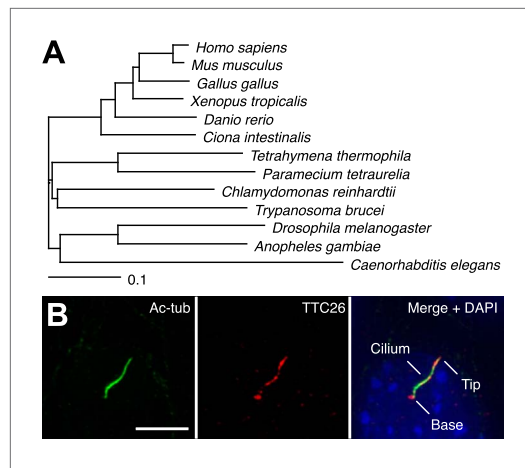 A
Homo sapiens
Mus musculus
Gallus gallus
Xenopus tropicalis
Danio rerio
Ciona intestinalis
Tetrahymena thermophila
Paramecium tetraurelia
Chlamydomonas reinhardtii
Trypanosoma brucei
Drosophila melanogaster
Anopheles gambiae
Caenorhabditis elegans
0.1
B
Ac-tub
TTC26
Merge + DAPI
Cilium
Tip
Base